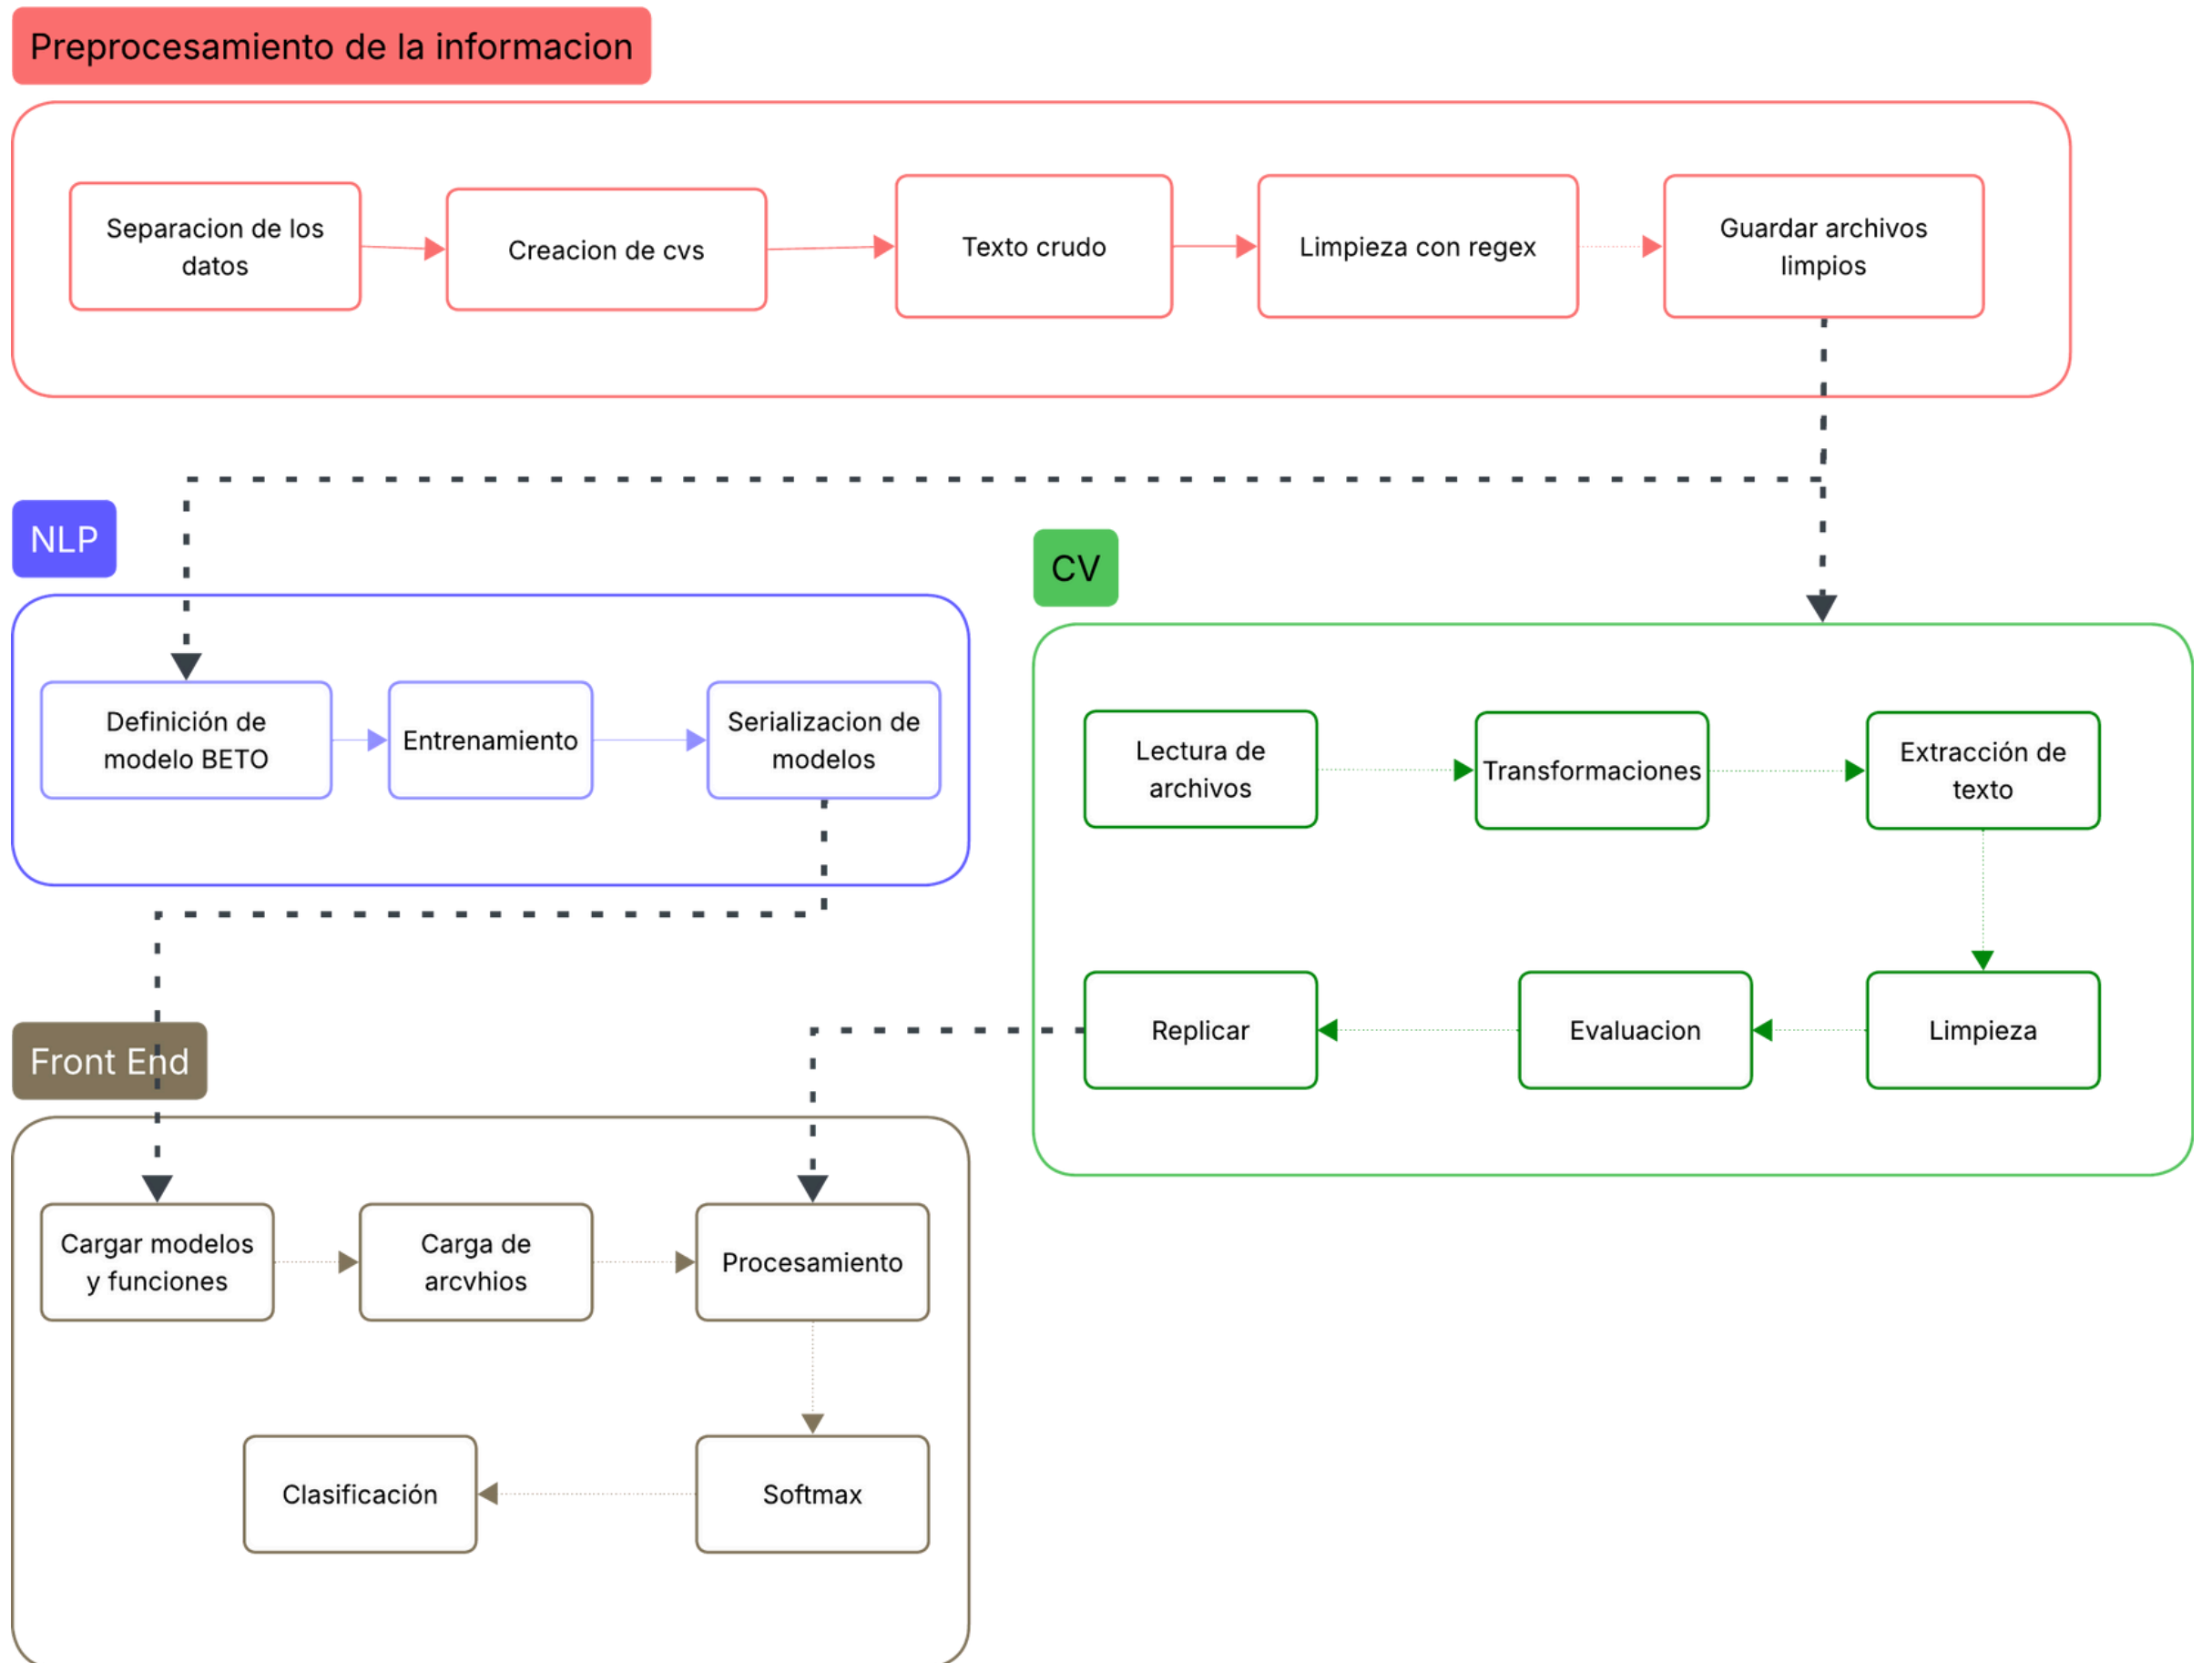 Preprocesamiento de la informacion
Separacion de los
datos
Creacion de cvs
Texto crudo
Limpieza con regex
Guardar archivos
limpios
NLP
Definición de
modelo BETO
Entrenamiento
Serializacion de
modelos
CV
Lectura de
archivos
Transformaciones
Extracción de
texto
Limpieza
Evaluacion
Replicar
Front End
Cargar modelos
y funciones
Carga de
arcvhios
Procesamiento
Softmax
Clasificación